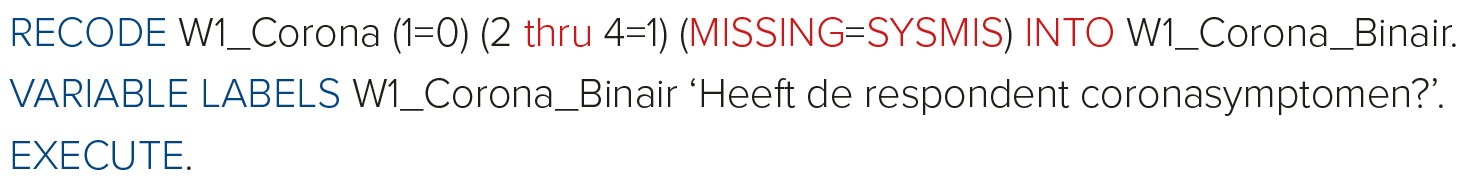 RECODE W1_Corona (1=0) (2 thru 4=1) (MISSING=SYSMIS) INTO W1_Corona_Binair.
VARIABLE LABELS W1_Corona_Binair ‘Heeft de respondent coronasymptomen?’.
EXECUTE.